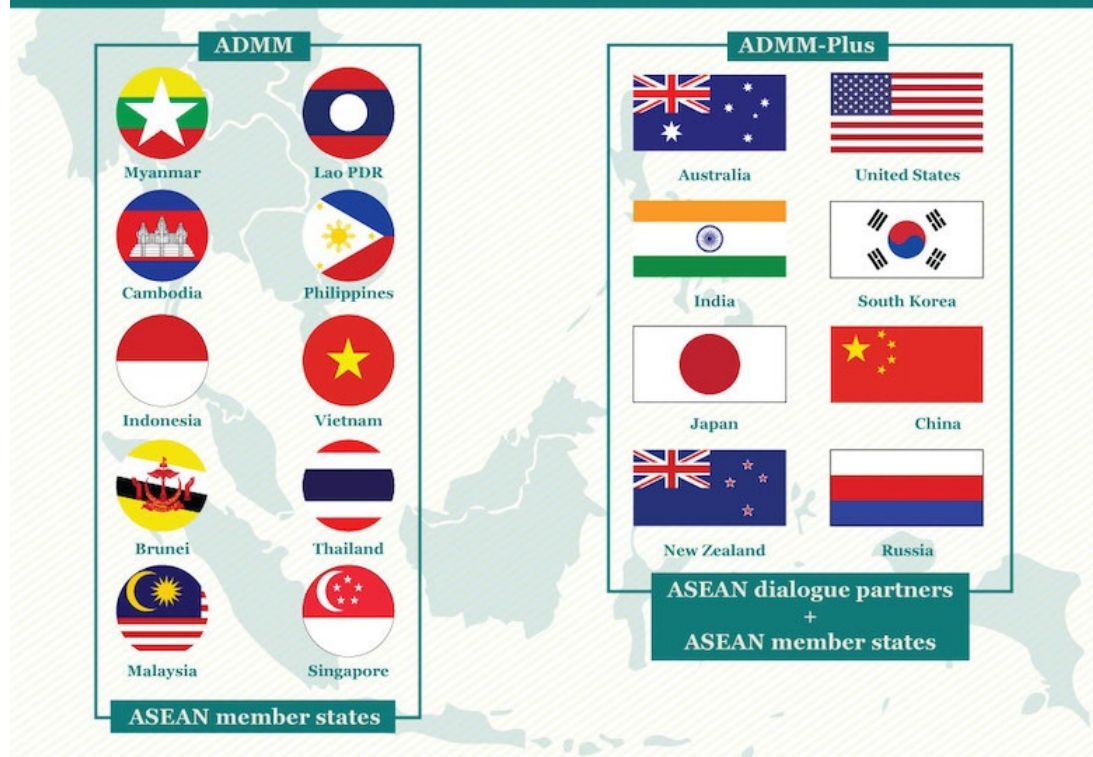 ADMM
Myanmar
Lao PDR
Cambodia
Philippines
Indonesia
Vietnam
Brunei
Thailand
Malaysia
Singapore
ASEAN member states
ADMM-Plus
Australia
United States
India
South Korea
Japan
China
New Zealand
Russia
ASEAN dialogue partners
+
ASEAN member states